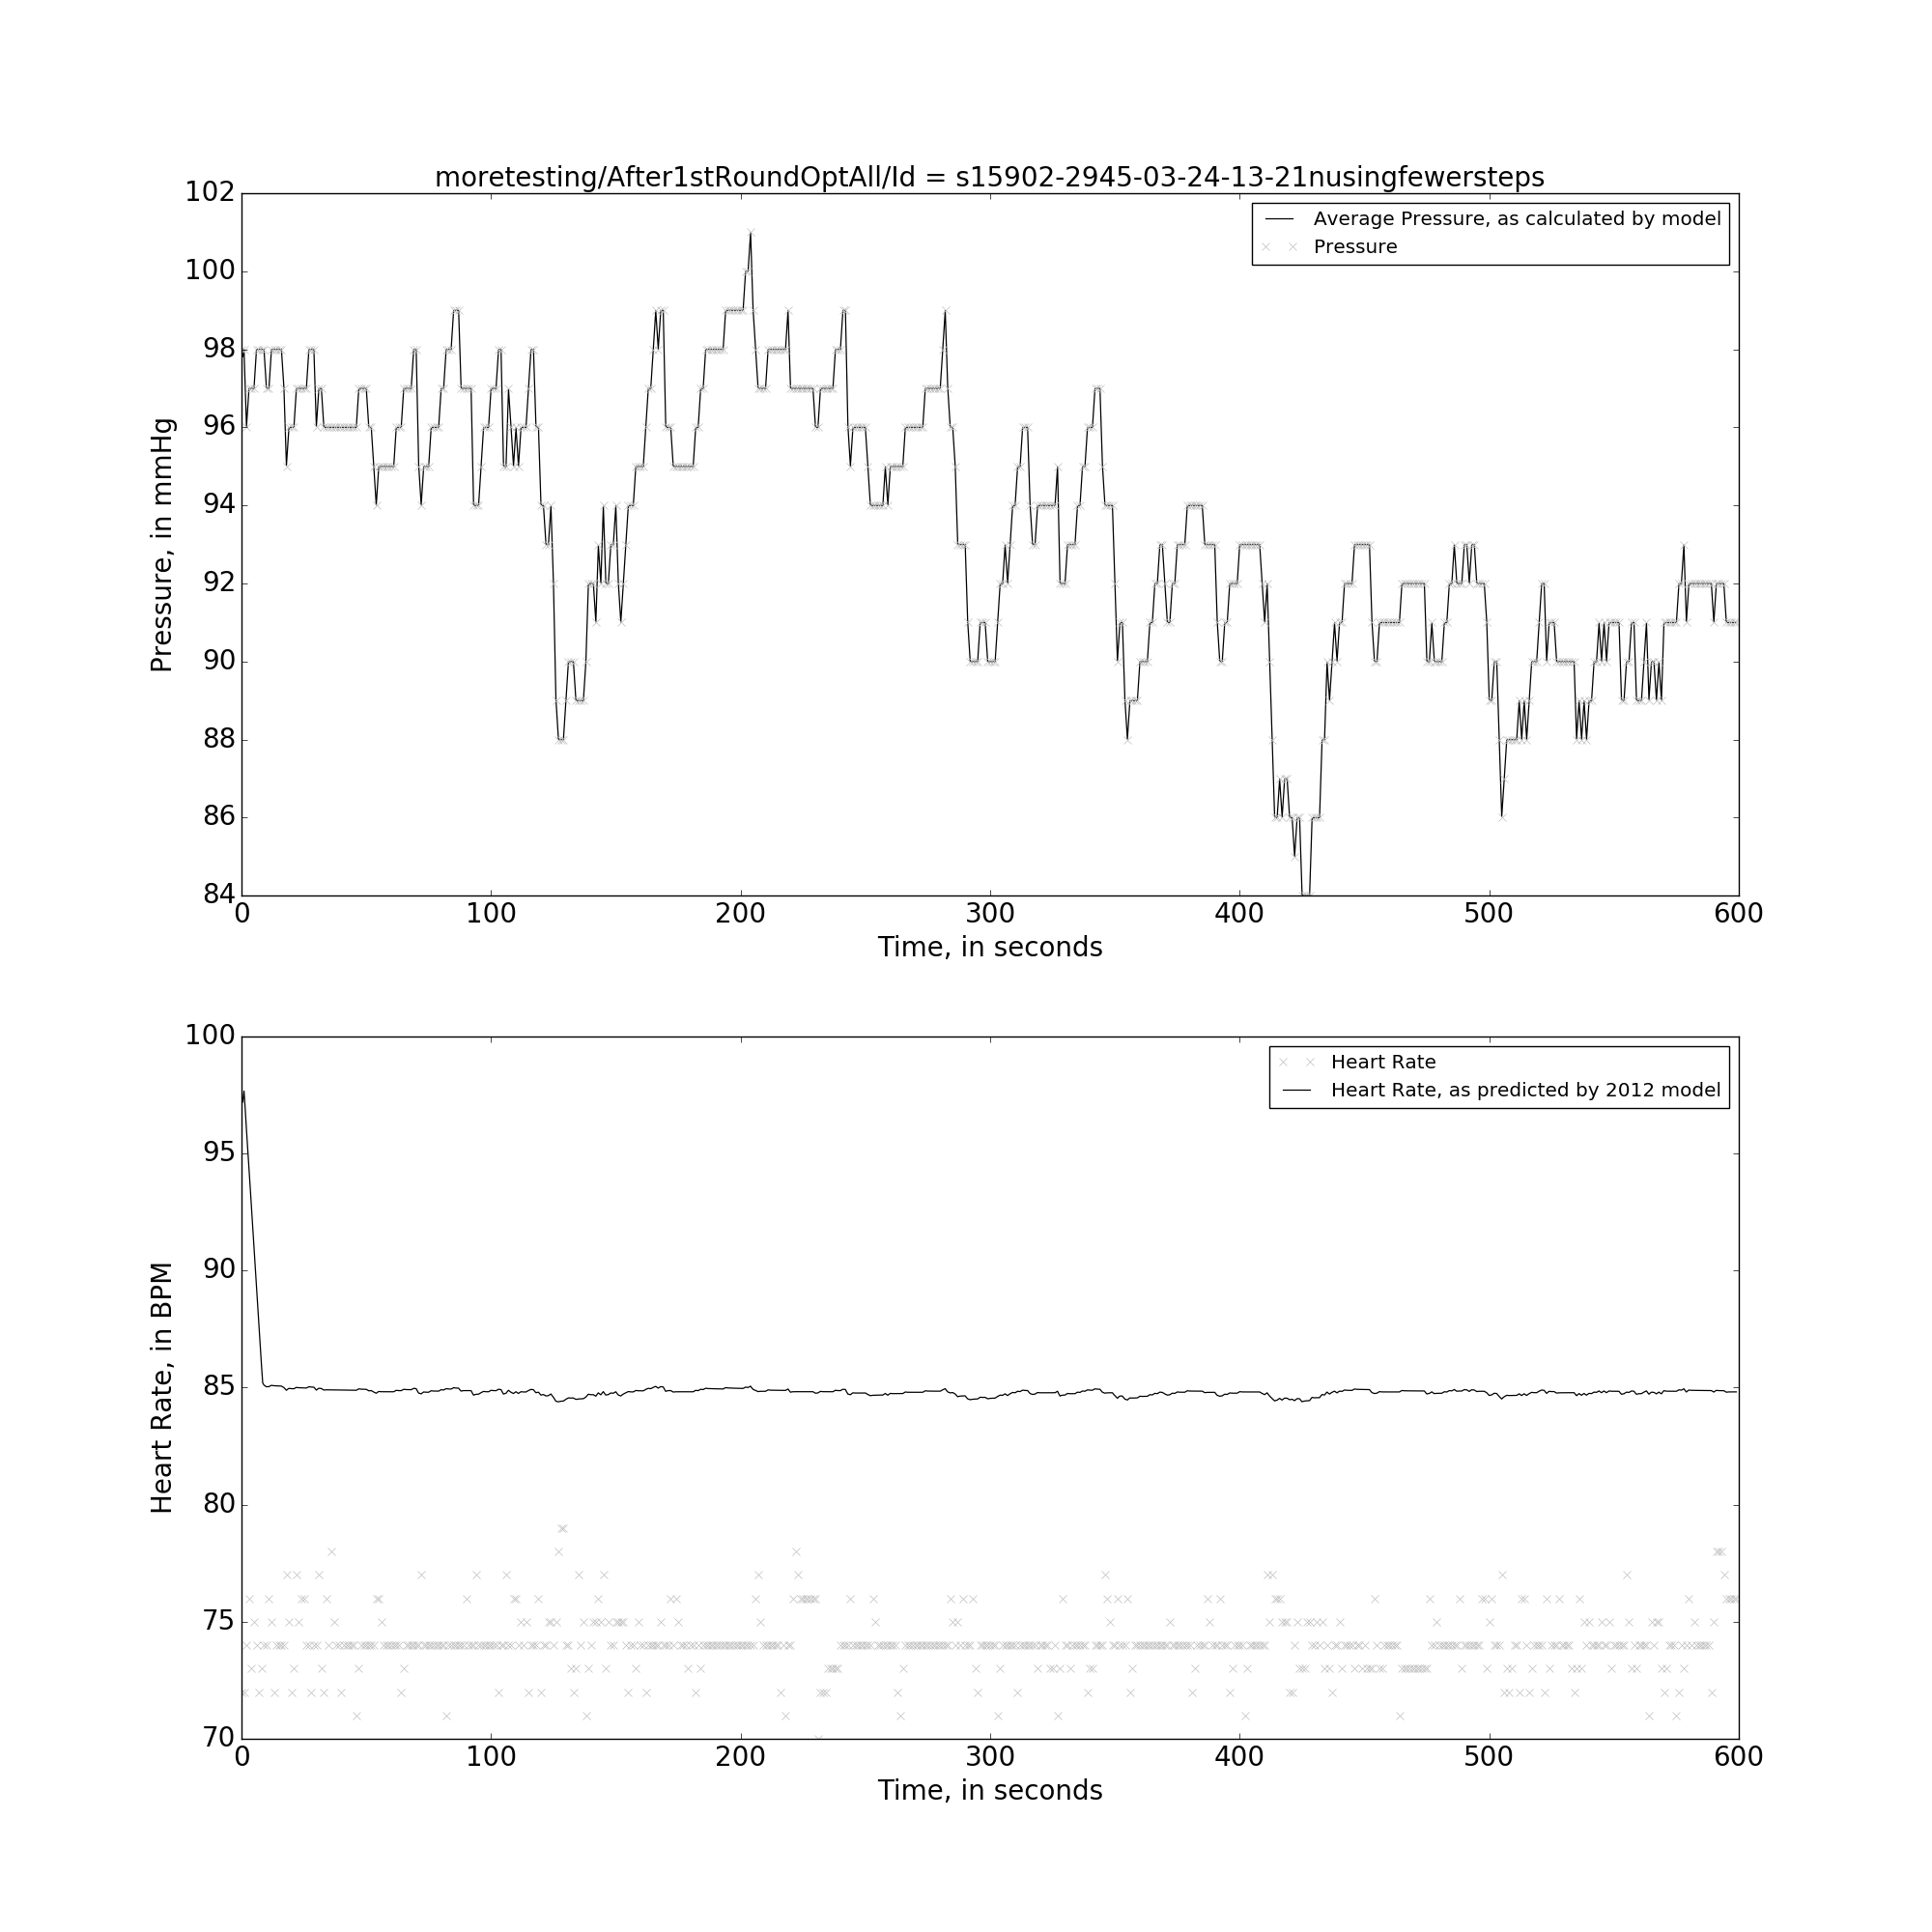 moretesting/After1stRoundOptAll/Id = s15902-2945-03-24-13-21nusingfewersteps
102
100
98
96
94
92
90
88
86
84
Pressure, in mmHg
Average Pressure, as calculated by model
Pressure
0 100 200 300 400 500 600
Time, in seconds
100
95
90
85
80
75
70
Heart Rate, in BPM
Heart Rate
Heart Rate, as predicted by 2012 model
0 100 200 300 400 500 600
Time, in seconds